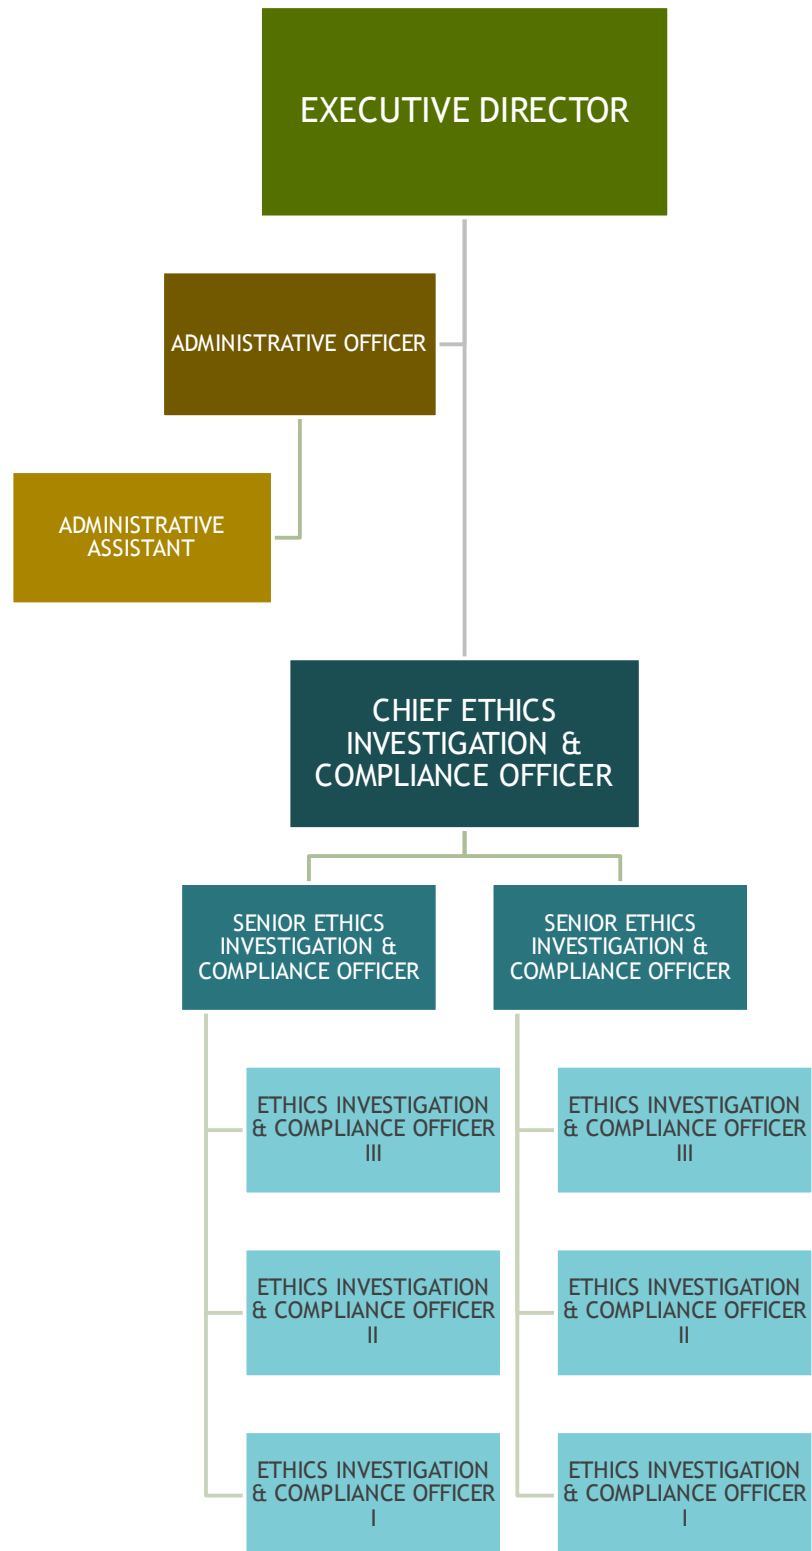 EXECUTIVE DIRECTOR
ADMINISTRATIVE OFFICER
ADMINISTRATIVE
ASSISTANT
CHIEF ETHICS
INVESTIGATION &
COMPLIANCE OFFICER
SENIOR ETHICS
INVESTIGATION &
COMPLIANCE OFFICER
ETHICS INVESTIGATION
& COMPLIANCE OFFICER
III
ETHICS INVESTIGATION
& COMPLIANCE OFFICER
II
ETHICS INVESTIGATION
& COMPLIANCE OFFICER
I
SENIOR ETHICS
INVESTIGATION &
COMPLIANCE OFFICER
ETHICS INVESTIGATION
& COMPLIANCE OFFICER
III
ETHICS INVESTIGATION
& COMPLIANCE OFFICER
II
ETHICS INVESTIGATION
& COMPLIANCE OFFICER
I